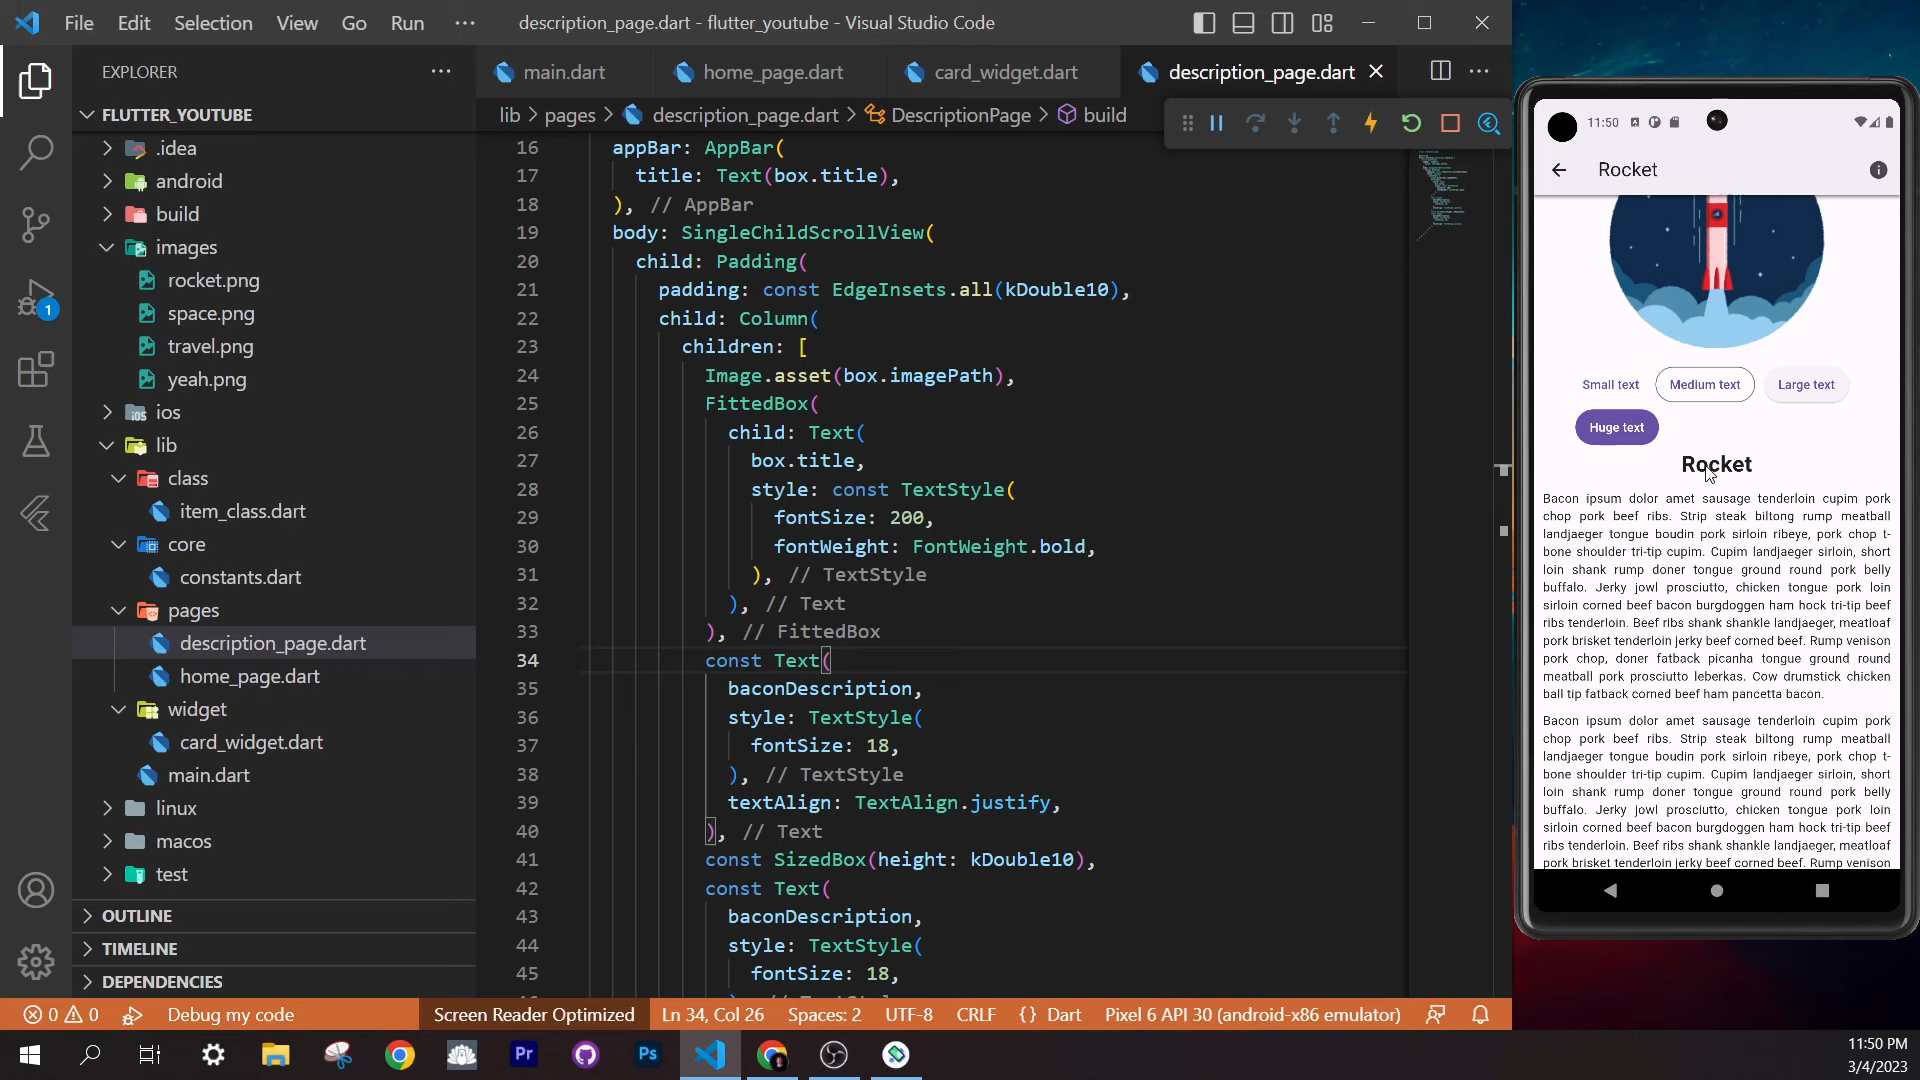 File Edit Selection View Go Run ···
description_page.dart - flutter_youtube - Visual Studio Code
EXPLORER
FLUTTER_YOUTUBE
.idea
android
build
images
rocket.png
space.png
travel.png
yeah.png
ios
lib
class
item_class.dart
core
constants.dart
pages
description_page.dart
home_page.dart
widget
card_widget.dart
main.dart
linux
macos
test
OUTLINE
TIMELINE
DEPENDENCIES
1
main.dart home_page.dart card_widget.dart description_page.dart
lib > pages > description_page.dart > DescriptionPage > build
16 appBar: AppBar(
17 title: Text(box.title),
18 ), // AppBar
19 body: SingleChildScrollView(
20 child: Padding(
21 padding: const EdgeInsets.all(kDouble10),
22 child: Column(
23 children: [
24 Image.asset(box.imagePath),
25 FittedBox(
26 child: Text(
27 box.title,
28 style: const TextStyle(
29 fontSize: 200,
30 fontWeight: FontWeight.bold,
31 ), // TextStyle
32 ), // Text
33 ), // FittedBox
34 const Text(
35 baconDescription,
36 style: TextStyle(
37 fontSize: 18,
38 ), // TextStyle
39 textAlign: TextAlign.justify,
40 ), // Text
41 const SizedBox(height: kDouble10),
42 const Text(
43 baconDescription,
44 style: TextStyle(
45 fontSize: 18,
11:50
Rocket
Small text Medium text Large text
Huge text
Rocket
Bacon ipsum dolor amet sausage tenderloin cupim pork
chop pork beef ribs. Strip steak biltong rump meatball
landjaeger tongue boudin pork sirloin ribeye, pork chop t-
bone shoulder tri-tip cupim. Cupim landjaeger sirloin, short
loin shank rump doner tongue ground round pork belly
buffalo. Jerky jowl prosciutto, chicken tongue pork loin
sirloin corned beef bacon burgdoggen ham hock tri-tip beef
ribs tenderloin. Beef ribs shank shankle landjaeger, meatloaf
pork brisket tenderloin jerky beef corned beef. Rump venison
pork chop, doner fatback picanha tongue ground round
meatball pork prosciutto leberkas. Cow drumstick chicken
ball tip fatback corned beef ham pancetta bacon.
Bacon ipsum dolor amet sausage tenderloin cupim pork
chop pork beef ribs. Strip steak biltong rump meatball
landjaeger tongue boudin pork sirloin ribeye, pork chop t-
bone shoulder tri-tip cupim. Cupim landjaeger sirloin, short
loin shank rump doner tongue ground round pork belly
buffalo. Jerky jowl prosciutto, chicken tongue pork loin
sirloin corned beef bacon burgdoggen ham hock tri-tip beef
ribs tenderloin. Beef ribs shank shankle landjaeger, meatloaf
pork brisket tenderloin jerky beef corned beef. Rump venison
0 0 Debug my code Screen Reader Optimized Ln 34, Col 26 Spaces: 2 UTF-8 CRLF {} Dart Pixel 6 API 30 (android-x86 emulator)
Pr Ps
11:50 PM
3/4/2023